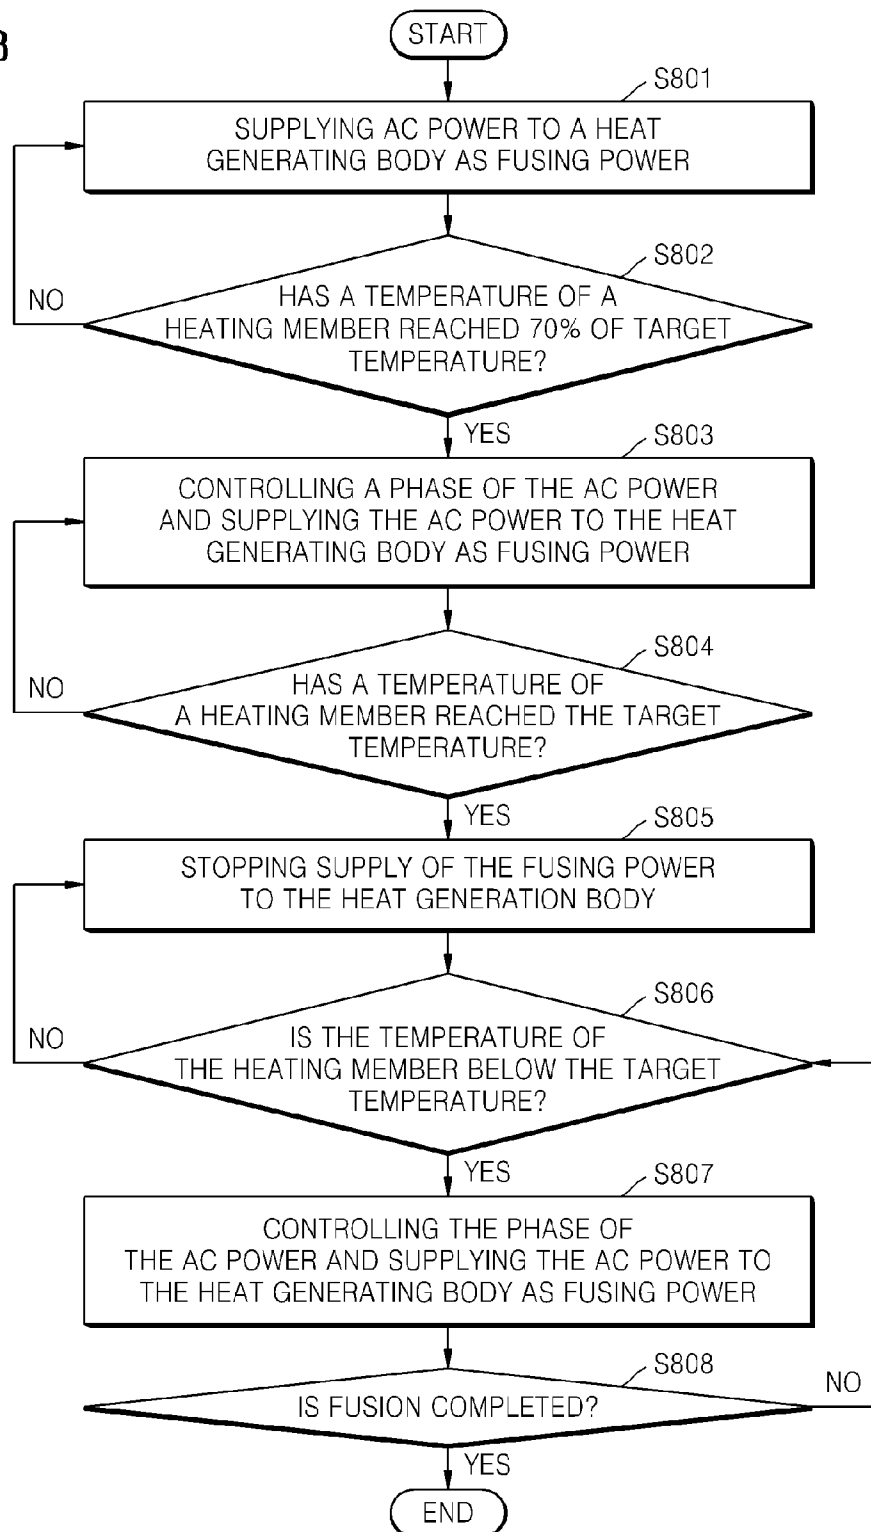 START
S801
SUPPLYING AC POWER TO A HEAT
GENERATING BODY AS FUSING POWER
S802
NO
HAS A TEMPERATURE OF A
HEATING MEMBER REACHED 70% OF TARGET
TEMPERATURE?
YES
S803
CONTROLLING A PHASE OF THE AC POWER
AND SUPPLYING THE AC POWER TO THE HEAT
GENERATING BODY AS FUSING POWER
S804
NO
HAS A TEMPERATURE OF
A HEATING MEMBER REACHED THE TARGET
TEMPERATURE?
YES
S805
STOPPING SUPPLY OF THE FUSING POWER
TO THE HEAT GENERATION BODY
S806
NO
IS THE TEMPERATURE OF
THE HEATING MEMBER BELOW THE TARGET
TEMPERATURE?
YES
S807
CONTROLLING THE PHASE OF
THE AC POWER AND SUPPLYING THE AC POWER TO
THE HEAT GENERATING BODY AS FUSING POWER
S808
IS FUSION COMPLETED?
NO
YES
END